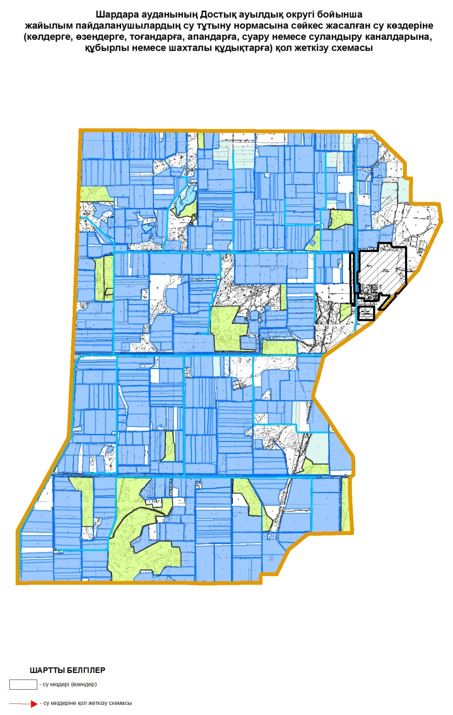 Шардара ауданының Достық ауылдық округі бойынша
жайылым пайдаланушылардың су тұтыну нормасына сәйкес жасалған су көздеріне
(көлдерге, өзендерге, тоғандарға, апандарға, суару немесе суландыру каналдарына,
құбырлы немесе шахталы құдықтарға) қол жеткізу схемасы
ШАРТТЫ БЕЛГІЛЕР
- су көздері (өзендер)
- су көздеріне қол жеткізу схемасы